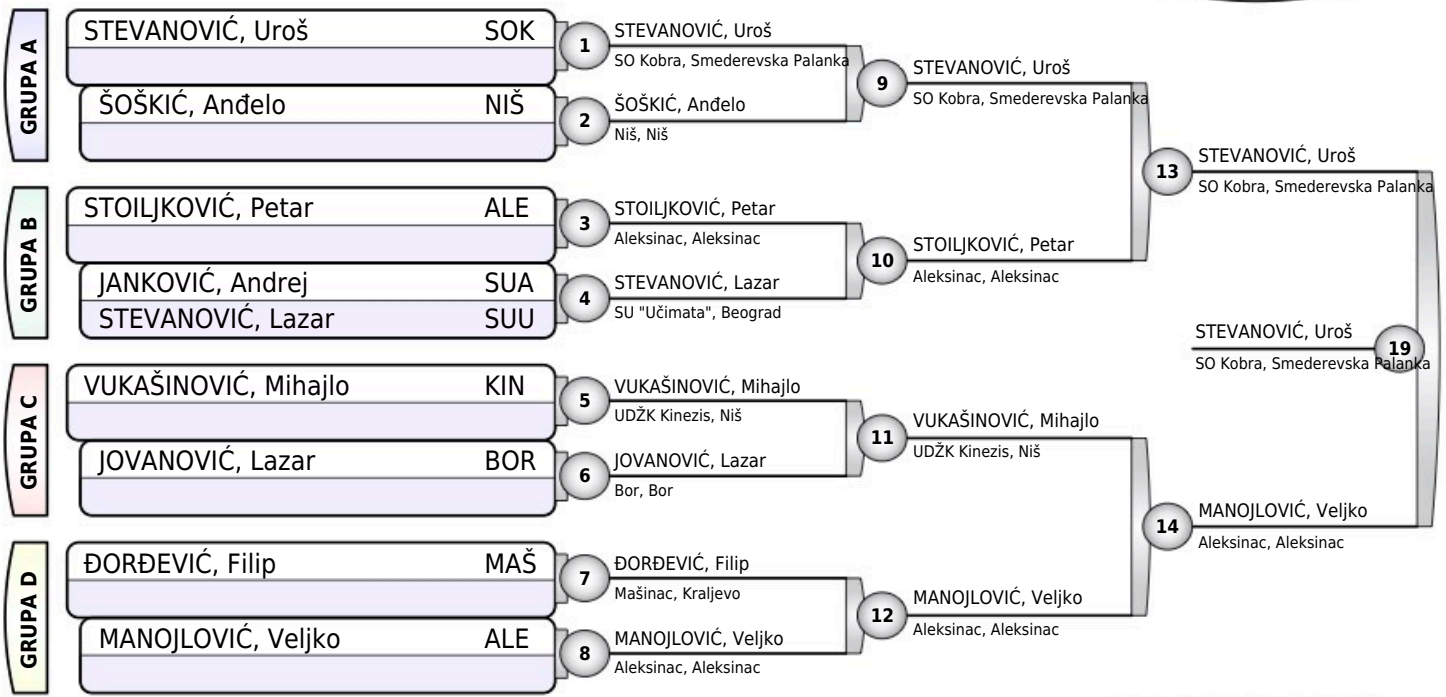 GRUPA A
STEVANOVIĆ, Uroš SOK
ŠOŠKIĆ, Anđelo NIŠ
1
STEVANOVIĆ, Uroš
SO Kobra, Smederevska Palanka
2
ŠOŠKIĆ, Anđelo
Niš, Niš
9
STEVANOVIĆ, Uroš
SO Kobra, Smederevska Palanka
GRUPA B
STOILJKOVIĆ, Petar ALE
JANKOVIĆ, Andrej SUA
STEVANOVIĆ, Lazar SUU
3
STOILJKOVIĆ, Petar
Aleksinac, Aleksinac
4
STEVANOVIĆ, Lazar
SU "Učimata", Beograd
10
STOILJKOVIĆ, Petar
Aleksinac, Aleksinac
13
STEVANOVIĆ, Uroš
SO Kobra, Smederevska Palanka
GRUPA C
VUKAŠINOVIĆ, Mihajlo KIN
JOVANOVIĆ, Lazar BOR
5
VUKAŠINOVIĆ, Mihajlo
UDŽK Kinezis, Niš
6
JOVANOVIĆ, Lazar
Bor, Bor
11
VUKAŠINOVIĆ, Mihajlo
UDŽK Kinezis, Niš
GRUPA D
ĐORĐEVIĆ, Filip MAŠ
MANOJLOVIĆ, Veljko ALE
7
ĐORĐEVIĆ, Filip
Mašinac, Kraljevo
8
MANOJLOVIĆ, Veljko
Aleksinac, Aleksinac
12
MANOJLOVIĆ, Veljko
Aleksinac, Aleksinac
14
MANOJLOVIĆ, Veljko
Aleksinac, Aleksinac
STEVANOVIĆ, Uroš
19
SO Kobra, Smederevska Palanka